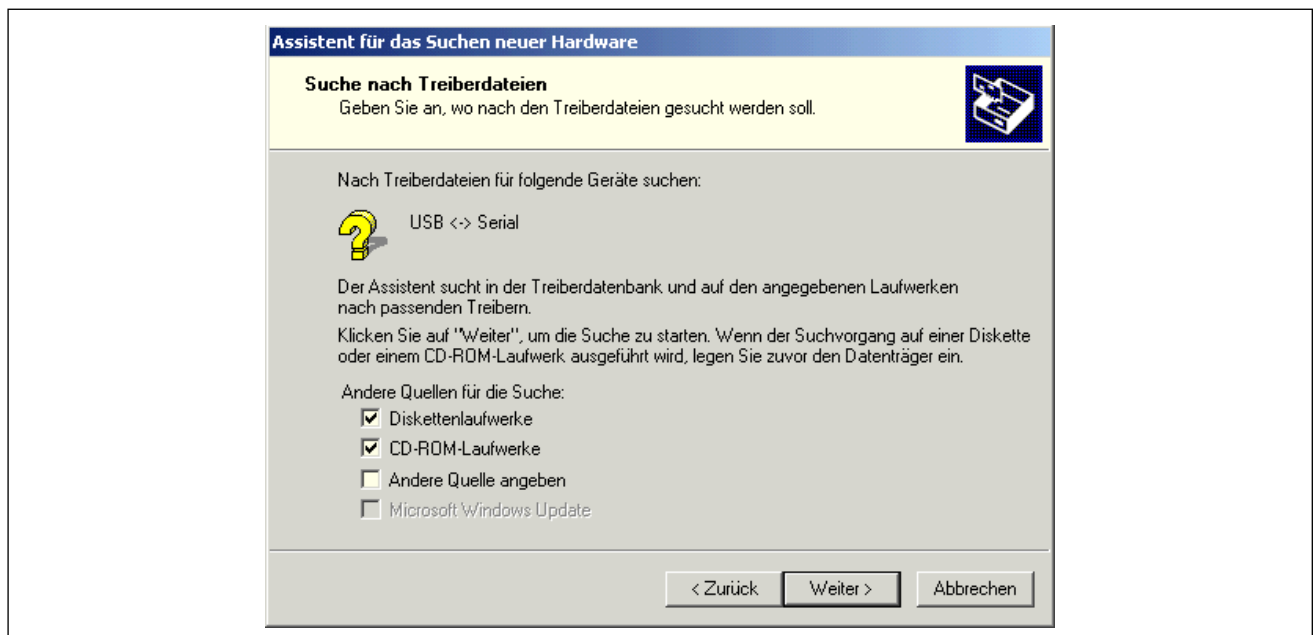 Assistent für das Suchen neuer Hardware
Suche nach Treiberdateien
Geben Sie an, wo nach den Treiberdateien gesucht werden soll.
Nach Treiberdateien für folgende Geräte suchen:
USB <-> Serial
Der Assistent sucht in der Treiberdatenbank und auf den angegebenen Laufwerken
nach passenden Treibern.
Klicken Sie auf "Weiter", um die Suche zu starten. Wenn der Suchvorgang auf einer Diskette
oder einem CD-ROM-Laufwerk ausgeführt wird, legen Sie zuvor den Datenträger ein.
Andere Quellen für die Suche:
Diskettenlaufwerke
CD-ROM-Laufwerke
Andere Quelle angeben
Microsoft Windows Update
< Zurück Weiter > Abbrechen